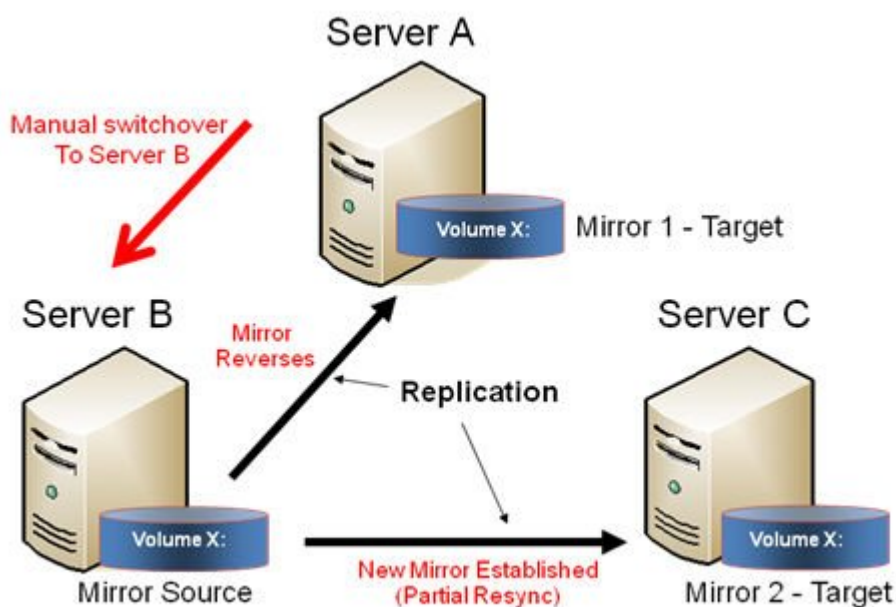 Server A
Manual switchover
To Server B
Volume X:
Mirror 1 - Target
Server B
Mirror
Reverses
Server C
Replication
Volume X:
Mirror Source
New Mirror Established
(Partial Resync)
Volume X:
Mirror 2 - Target